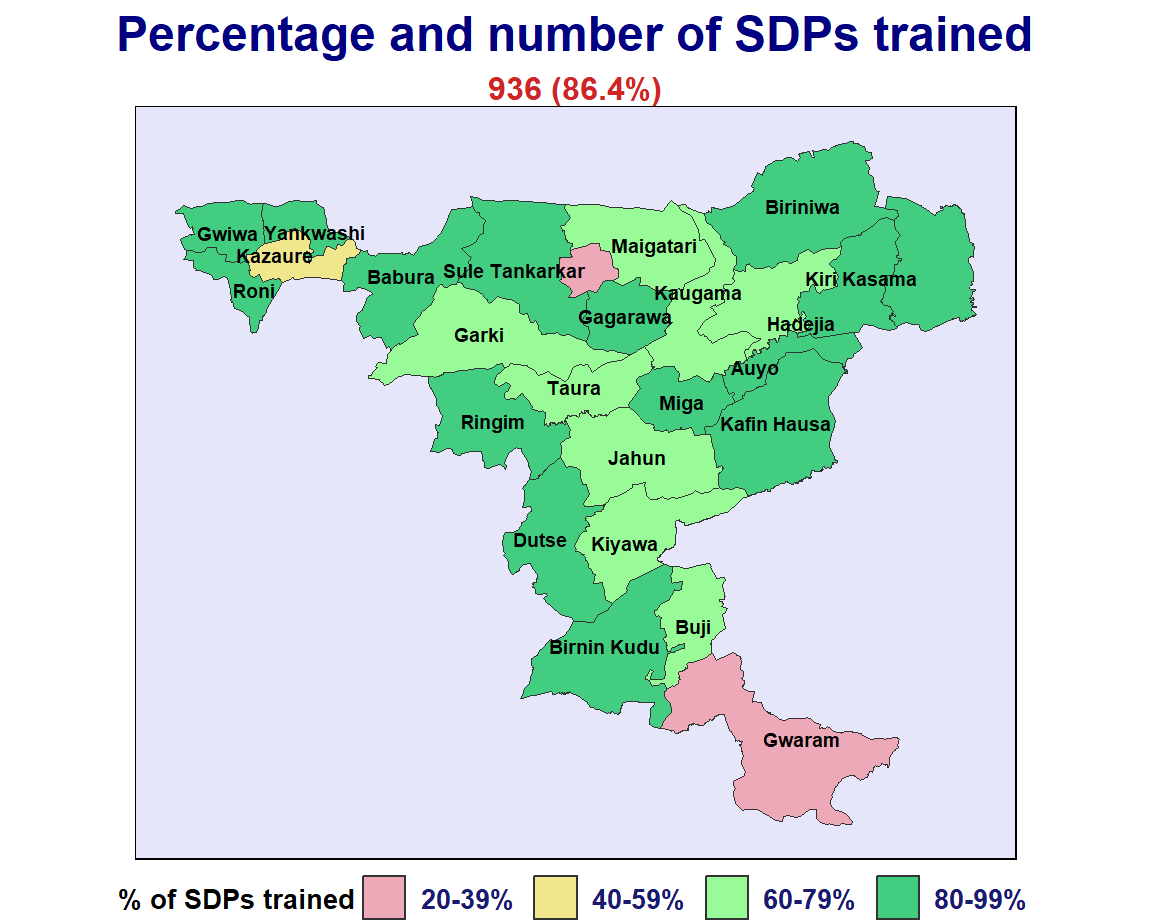 Percentage and number of SDPs trained
936 (86.4%)
Biriniwa
Gwiwa
Yankwashi
Maigatari
Kazaure
Babura
Sule Tankarkar
Kiri Kasama
Roni
Kaugama
Gagarawa
Hadejia
Garki
Auyo
Taura
Miga
Ringim
Kafin Hausa
Jahun
Dutse
Kiyawa
Buji
Birnin Kudu
Gwaram
% of SDPs trained 20-39% 40-59% 60-79% 80-99%